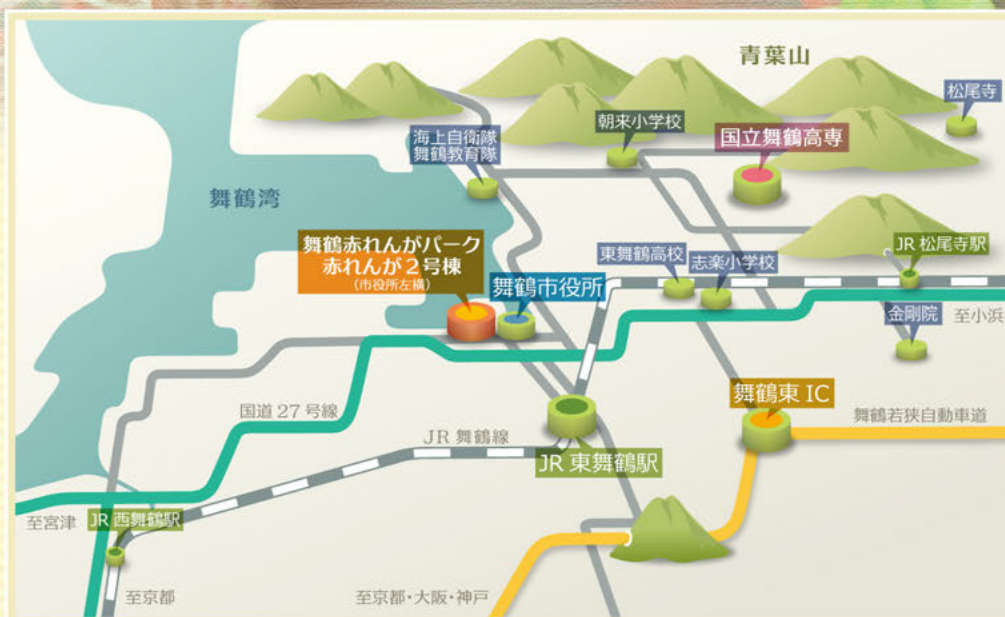 青葉山
松尾寺
朝来小学校
海上自衛隊
舞鶴教育隊
国立舞鶴高専
舞鶴湾
舞鶴赤れんがパーク
赤れんが2号棟
(市役所左横)
舞鶴市役所
東舞鶴高校
志楽小学校
JR 松尾寺駅
金剛院
至小浜
国道 27 号線
舞鶴東 IC
舞鶴若狭自動車道
JR 舞鶴線
JR 東舞鶴駅
至宮津
JR 西舞鶴駅
至京都
至京都・大阪・神戸